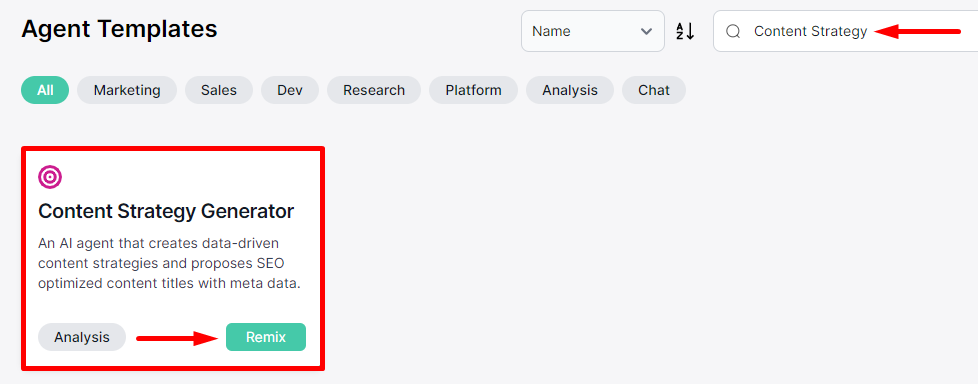 Agent Templates
Name
Content Strategy
All
Marketing
Sales
Dev
Research
Platform
Analysis
Chat
Content Strategy Generator
An AI agent that creates data-driven
content strategies and proposes SEO
optimized content titles with meta data.
Analysis
Remix